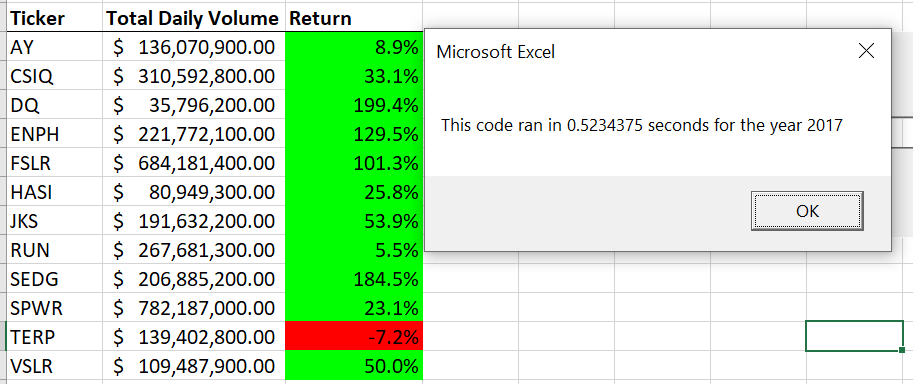 Ticker Total Daily Volume Return
AY $ 136,070,900.00 8.9%
Microsoft Excel
CSIQ $ 310,592,800.00 33.1%
DQ $ 35,796,200.00 199.4%
This code ran in 0.5234375 seconds for the year 2017
ENPH $ 221,772,100.00 129.5%
FSLR $ 684,181,400.00 101.3%
HASI $ 80,949,300.00 25.8%
JKS $ 191,632,200.00 53.9%
OK
RUN $ 267,681,300.00 5.5%
SEDG $ 206,885,200.00 184.5%
SPWR $ 782,187,000.00 23.1%
TERP $ 139,402,800.00 -7.2%
VSLR $ 109,487,900.00 50.0%